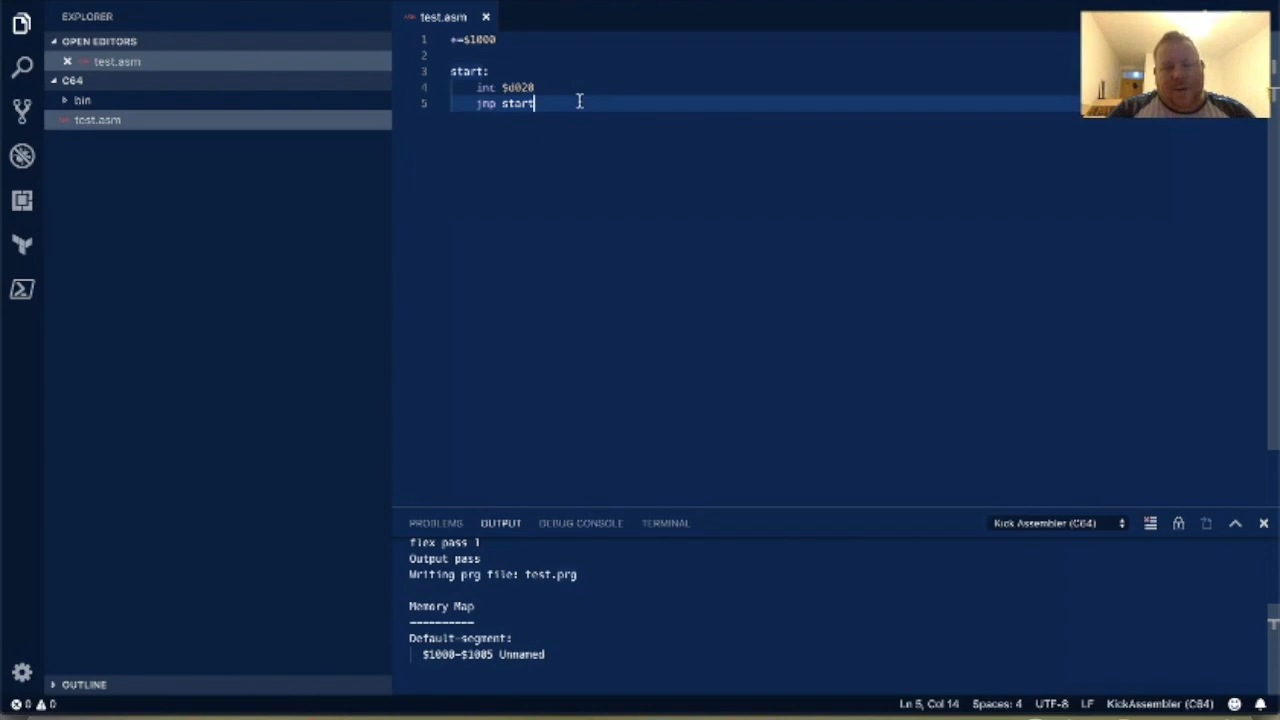 EXPLORER
OPEN EDITORS
test.asm
C64
bin
test.asm
test.asm
1 *=$1000
2
3 start:
4 int $d020
5 jmp start
PROBLEMS OUTPUT DEBUG CONSOLE TERMINAL
Kick Assembler (C64)
flex pass 1
Output pass
Writing prg file: test.prg
Memory Map
----------
Default-segment:
$1000-$1005 Unnamed
OUTLINE
0 0
Ln 5, Col 14 Spaces: 4 UTF-8 LF KickAssembler (C64)